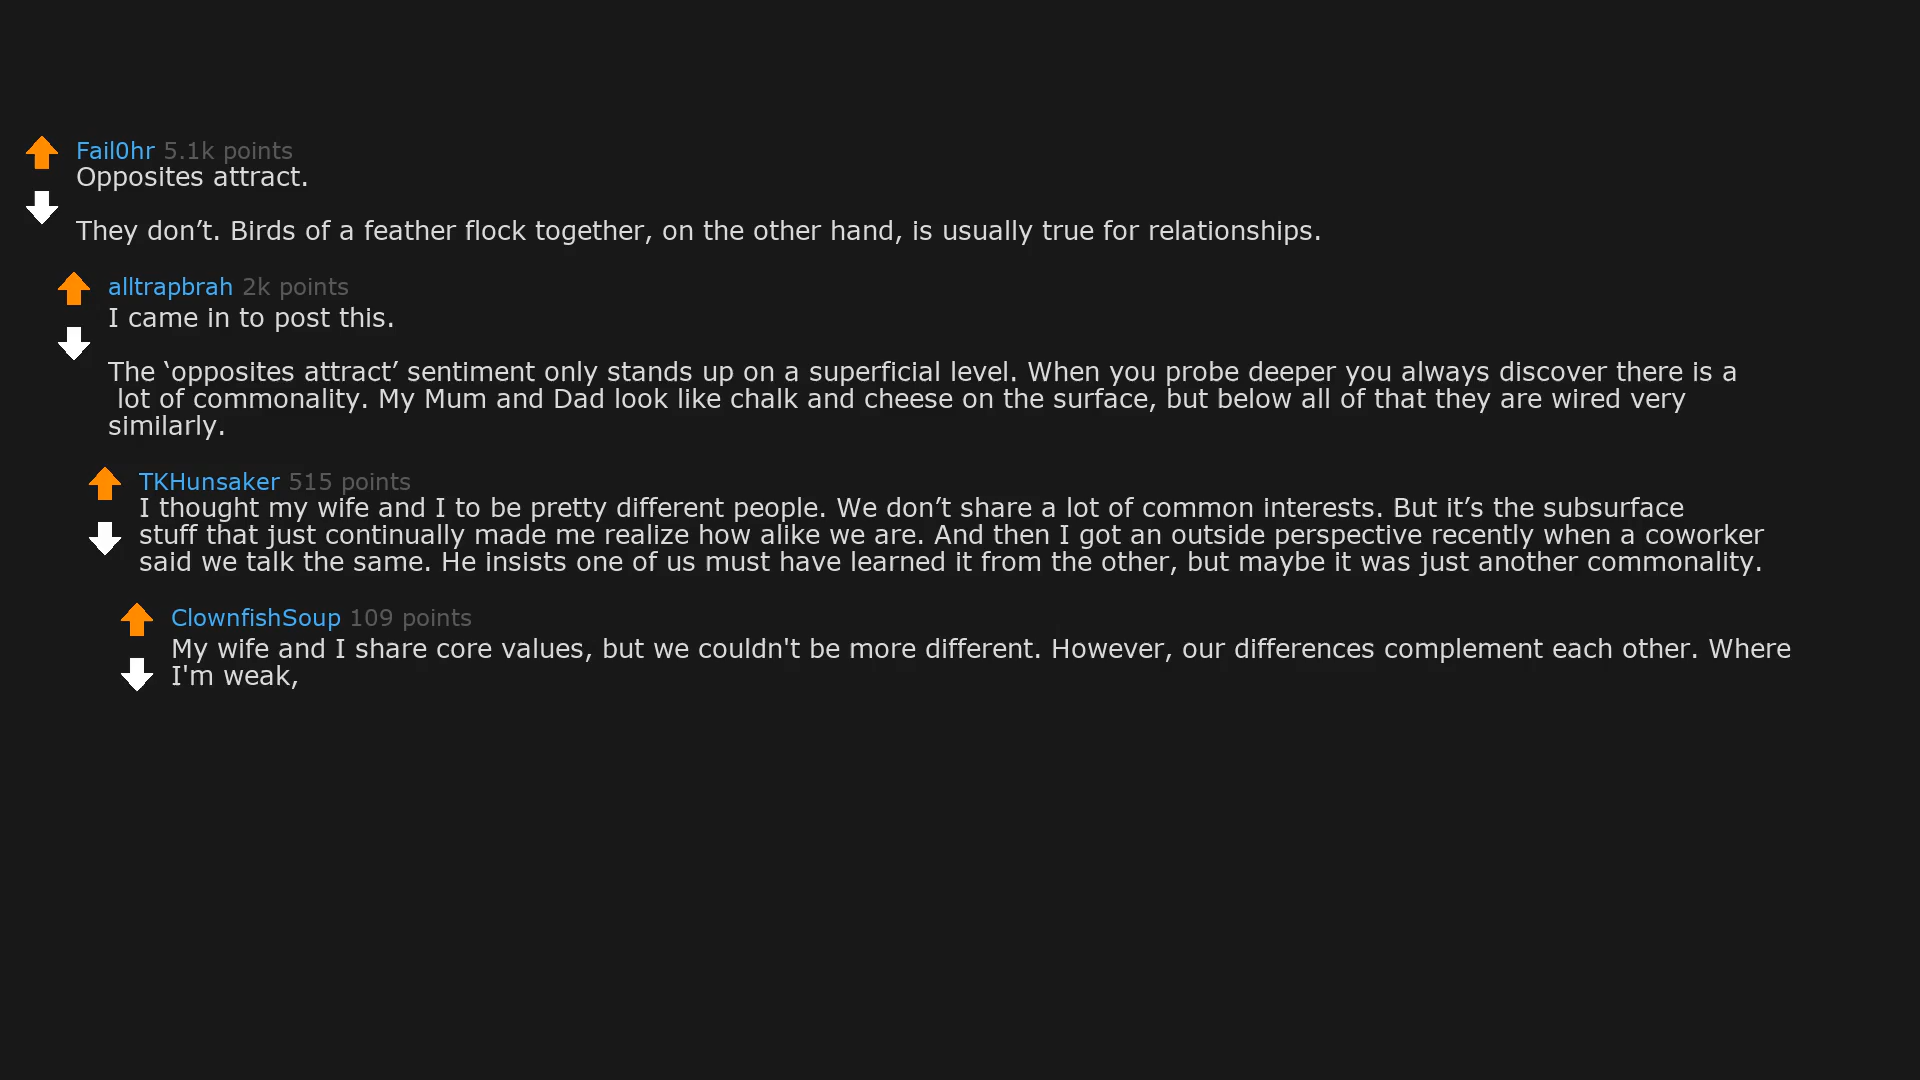 Fail0hr 5.1k points
Opposites attract.
They don’t. Birds of a feather flock together, on the other hand, is usually true for relationships.
alltrapbrah 2k points
I came in to post this.
The ‘opposites attract’ sentiment only stands up on a superficial level. When you probe deeper you always discover there is a
lot of commonality. My Mum and Dad look like chalk and cheese on the surface, but below all of that they are wired very
similarly.
TKHunsaker 515 points
I thought my wife and I to be pretty different people. We don’t share a lot of common interests. But it’s the subsurface
stuff that just continually made me realize how alike we are. And then I got an outside perspective recently when a coworker
said we talk the same. He insists one of us must have learned it from the other, but maybe it was just another commonality.
ClownfishSoup 109 points
My wife and I share core values, but we couldn't be more different. However, our differences complement each other. Where
I'm weak,